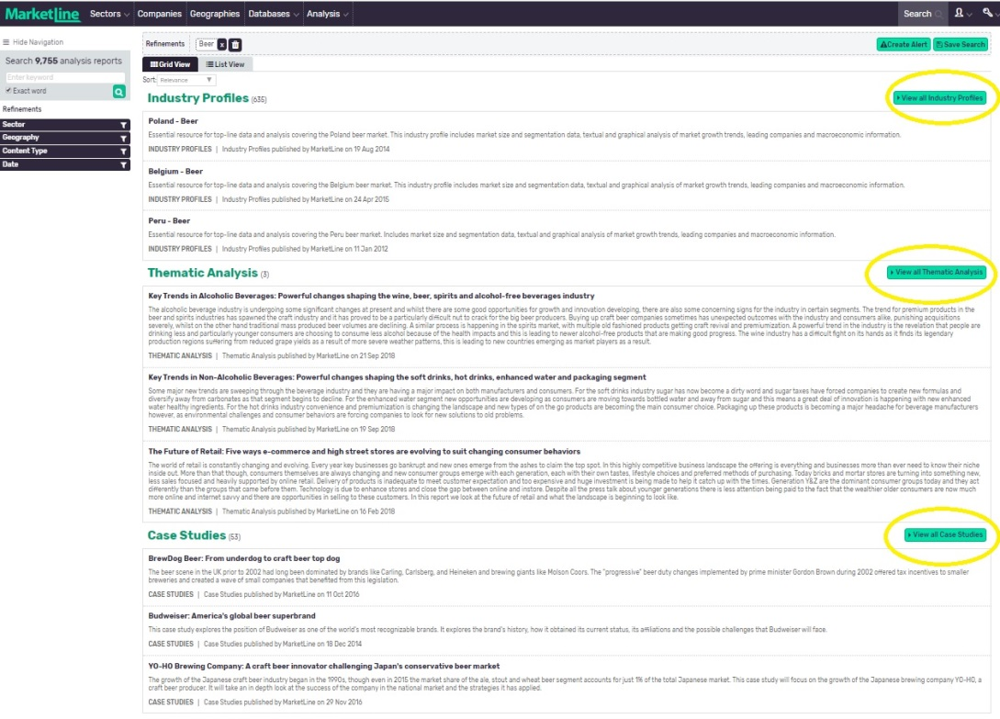 MarketLine Sectors Companies Geographies Databases Analysis Search
Hide Navigation
Search 9,755 analysis reports
Enter keyword
Exact word
Refinements
Sector
Geography
Content Type
Date
Refinements Beer x Create Alert Save Search
Grid View List View
Sort: Relevance
Industry Profiles (635) View all Industry Profiles
Poland - Beer
Essential resource for top-line data and analysis covering the Poland beer market. This industry profile includes market size and segmentation data, textual and graphical analysis of market growth trends, leading companies and macroeconomic information.
INDUSTRY PROFILES | Industry Profiles published by MarketLine on 19 Aug 2014
Belgium - Beer
Essential resource for top-line data and analysis covering the Belgium beer market. This industry profile includes market size and segmentation data, textual and graphical analysis of market growth trends, leading companies and macroeconomic information.
INDUSTRY PROFILES | Industry Profiles published by MarketLine on 24 Apr 2015
Peru - Beer
Essential resource for top-line data and analysis covering the Peru beer market. Includes market size and segmentation data, textual and graphical analysis of market growth trends, leading companies and macroeconomic information.
INDUSTRY PROFILES | Industry Profiles published by MarketLine on 11 Jan 2012
Thematic Analysis (3) View all Thematic Analysis
Key Trends in Alcoholic Beverages: Powerful changes shaping the wine, beer, spirits and alcohol-free beverages industry
The alcoholic beverage industry is undergoing some significant changes at present and whilst there are some good opportunities for growth and innovation developing, there are also some concerning signs for the industry in certain segments. The trend for premium products in the
beer and spirits industries has spawned the craft industry and it has proved to be a particularly difficult nut to crack for the big beer producers. Buying up craft beer companies sometimes has unexpected outcomes with the industry and consumers alike, punishing acquisitions
severely, whilst on the other hand traditional mass produced beer volumes are declining. A similar process is happening in the spirits market, with multiple old fashioned products getting craft revival and premiumization. A powerful trend in the industry is the revelation that people are
drinking less and particularly younger consumers are choosing to consume less alcohol because of the health impacts and this is leading to newer alcohol-free products that are making good progress. The wine industry has a difficult fight on its hands as it finds its legendary
production regions suffering from reduced grape yields as a result of more severe weather patterns, this is leading to new countries emerging as market players as a result.
THEMATIC ANALYSIS | Thematic Analysis published by MarketLine on 21 Sep 2018
Key Trends in Non-Alcoholic Beverages: Powerful changes shaping the soft drinks, hot drinks, enhanced water and packaging segment
Some major new trends are sweeping through the beverage industry and they are having a major impact on both manufacturers and consumers. For the soft drinks industry sugar has now become a dirty word and sugar taxes have forced companies to create new formulas and
diversify away from carbonates as that segment begins to decline. For the enhanced water segment new opportunities are developing as consumers are moving towards bottled water and away from sugar and this means a great deal of innovation is happening with new enhanced
water healthy ingredients. For the hot drinks industry convenience and premiumization is changing the landscape and new types of on the go products are becoming the main consumer choice. Packaging up these products is becoming a major headache for beverage manufacturers
however, as environmental challenges and consumer behaviors are forcing companies to look for new solutions to old problems.
THEMATIC ANALYSIS | Thematic Analysis published by MarketLine on 19 Sep 2018
The Future of Retail: Five ways e-commerce and high street stores are evolving to suit changing consumer behaviors
The world of retail is constantly changing and evolving. Every year key businesses go bankrupt and new ones emerge from the ashes to claim the top spot. In this highly competitive business landscape the offering is everything and businesses more than ever need to know their niche
inside out. More than that though, consumers themselves are always changing and new consumer groups emerge with each generation, each with their own tastes, lifestyle choices and preferred methods of purchasing. Today bricks and mortar stores are turning into something new,
less sales focused and heavily supported by online retail. Delivery of products is inadequate to meet customer expectation and too expensive and huge investment is being made to help it catch up with the times. Generation Y&Z are the dominant consumer groups today and they act
differently than the groups that came before them. Technology is due to enhance stores and close the gap between online and instore. Despite all the press talk about younger generations there is less attention being paid to the fact that the wealthier older consumers are now much
more online and internet savvy and there are opportunities in selling to these customers. In this report we look at the future of retail and what the landscape is beginning to look like.
THEMATIC ANALYSIS | Thematic Analysis published by MarketLine on 16 Feb 2018
Case Studies (53) View all Case Studies
BrewDog Beer: From underdog to craft beer top dog
The beer scene in the UK prior to 2002 had long been dominated by brands like Carling, Carlsberg, and Heineken and brewing giants like Molson Coors. The "progressive" beer duty changes implemented by prime minister Gordon Brown during 2002 offered tax incentives to smaller
breweries and created a wave of small companies that benefited from this legislation.
CASE STUDIES | Case Studies published by MarketLine on 11 Oct 2016
Budweiser: America's global beer superbrand
This case study explores the position of Budweiser as one of the world's most recognizable brands. It explores the brand's history, how it obtained its current status, its affiliations and the possible challenges that Budweiser will face.
CASE STUDIES | Case Studies published by MarketLine on 18 Dec 2014
YO-HO Brewing Company: A craft beer innovator challenging Japan's conservative beer market
The growth of the Japanese craft beer industry began in the 1990s, though even in 2015 the market share of the ale, stout and wheat beer segment accounts for just 1% of the total Japanese market. This case study will focus on the growth of the Japanese brewing company YO-HO, a
craft beer producer. It will take an in depth look at the success of the company in the national market and the strategies it has applied.
CASE STUDIES | Case Studies published by MarketLine on 29 Nov 2016